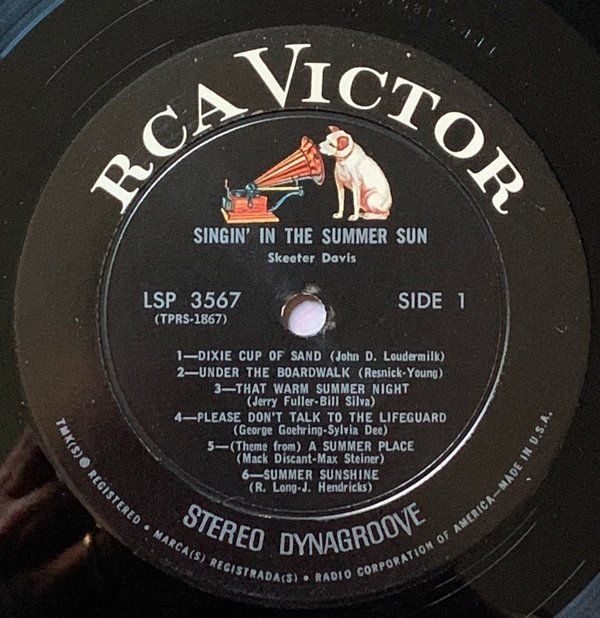 RCA VICTOR
SINGIN' IN THE SUMMER SUN
Skeeter Davis
LSP 3567
(TPRS-1867)
SIDE 1
1—DIXIE CUP OF SAND (John D. Loudermilk)
2—UNDER THE BOARDWALK (Resnick-Young)
3—THAT WARM SUMMER NIGHT
(Jerry Fuller-Bill Silva)
4—PLEASE DON'T TALK TO THE LIFEGUARD
(George Goehring-Sylvia Dee)
5—(Theme from) A SUMMER PLACE
(Mack Discant-Max Steiner)
6—SUMMER SUNSHINE
(R. Long-J. Hendricks)
STEREO DYNAGROOVE
TMK(S)® REGISTERED • MARCA(S) REGISTRADA(S) • RADIO CORPORATION OF AMERICA—MADE IN U.S.A.